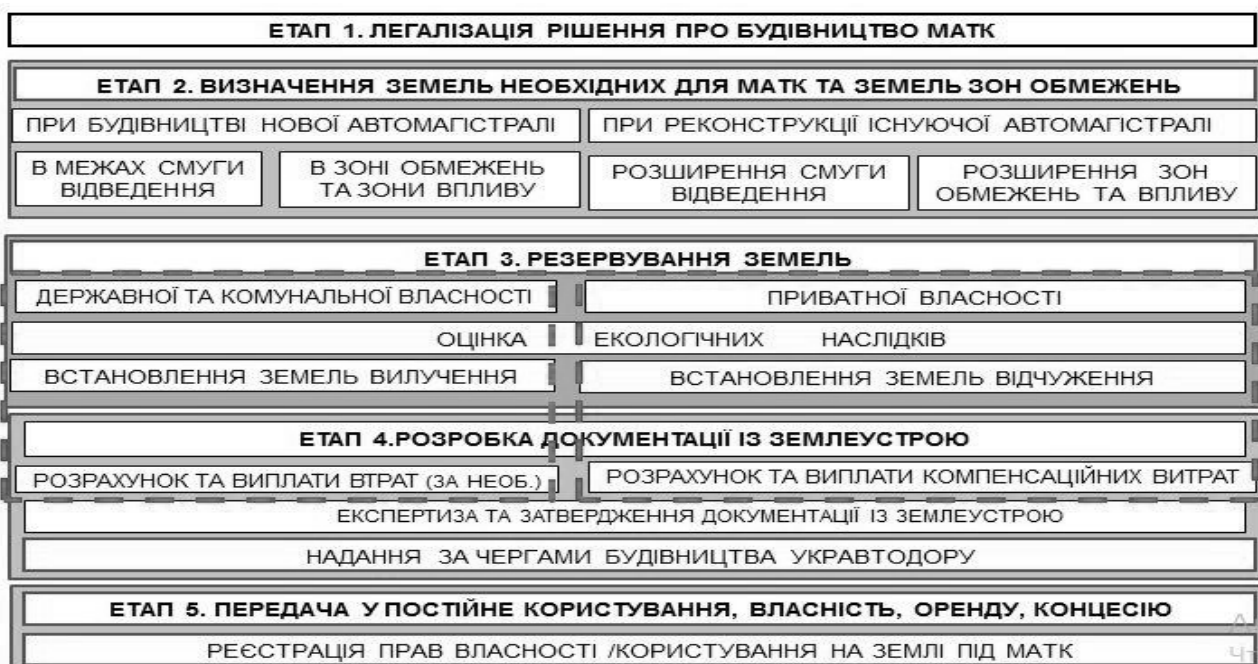 ЕТАП 1. ЛЕГАЛІЗАЦІЯ РІШЕННЯ ПРО БУДІВНИЦТВО МАТК
ЕТАП 2. ВИЗНАЧЕННЯ ЗЕМЕЛЬ НЕОБХІДНИХ ДЛЯ МАТК ТА ЗЕМЕЛЬ ЗОН ОБМЕЖЕНЬ
ПРИ БУДІВНИЦТВІ НОВОЇ АВТОМАГІСТРАЛІ
ПРИ РЕКОНСТРУКЦІЇ ІСНУЮЧОЇ АВТОМАГІСТРАЛІ
В МЕЖАХ СМУГИ
ВІДВЕДЕННЯ
В ЗОНІ ОБМЕЖЕНЬ
ТА ЗОНИ ВПЛИВУ
РОЗШИРЕННЯ СМУГИ
ВІДВЕДЕННЯ
РОЗШИРЕННЯ ЗОН
ОБМЕЖЕНЬ ТА ВПЛИВУ
ЕТАП 3. РЕЗЕРВУВАННЯ ЗЕМЕЛЬ
ДЕРЖАВНОЇ ТА КОМУНАЛЬНОЇ ВЛАСНОСТІ
ПРИВАТНОЇ ВЛАСНОСТІ
ОЦІНКА ЕКОЛОГІЧНИХ НАСЛІДКІВ
ВСТАНОВЛЕННЯ ЗЕМЕЛЬ ВИЛУЧЕННЯ
ВСТАНОВЛЕННЯ ЗЕМЕЛЬ ВІДЧУЖЕННЯ
ЕТАП 4.РОЗРОБКА ДОКУМЕНТАЦІЇ ІЗ ЗЕМЛЕУСТРОЮ
РОЗРАХУНОК ТА ВИПЛАТИ ВТРАТ (ЗА НЕОБ.)
РОЗРАХУНОК ТА ВИПЛАТИ КОМПЕНСАЦІЙНИХ ВИТРАТ
ЕКСПЕРТИЗА ТА ЗАТВЕРДЖЕННЯ ДОКУМЕНТАЦІЇ ІЗ ЗЕМЛЕУСТРОЮ
НАДАННЯ ЗА ЧЕРГАМИ БУДІВНИЦТВА УКРАВТОДОРУ
ЕТАП 5. ПЕРЕДАЧА У ПОСТІЙНЕ КОРИСТУВАННЯ, ВЛАСНІСТЬ, ОРЕНДУ, КОНЦЕСІЮ
РЕЄСТРАЦІЯ ПРАВ ВЛАСНОСТІ /КОРИСТУВАННЯ НА ЗЕМЛІ ПІД МАТК